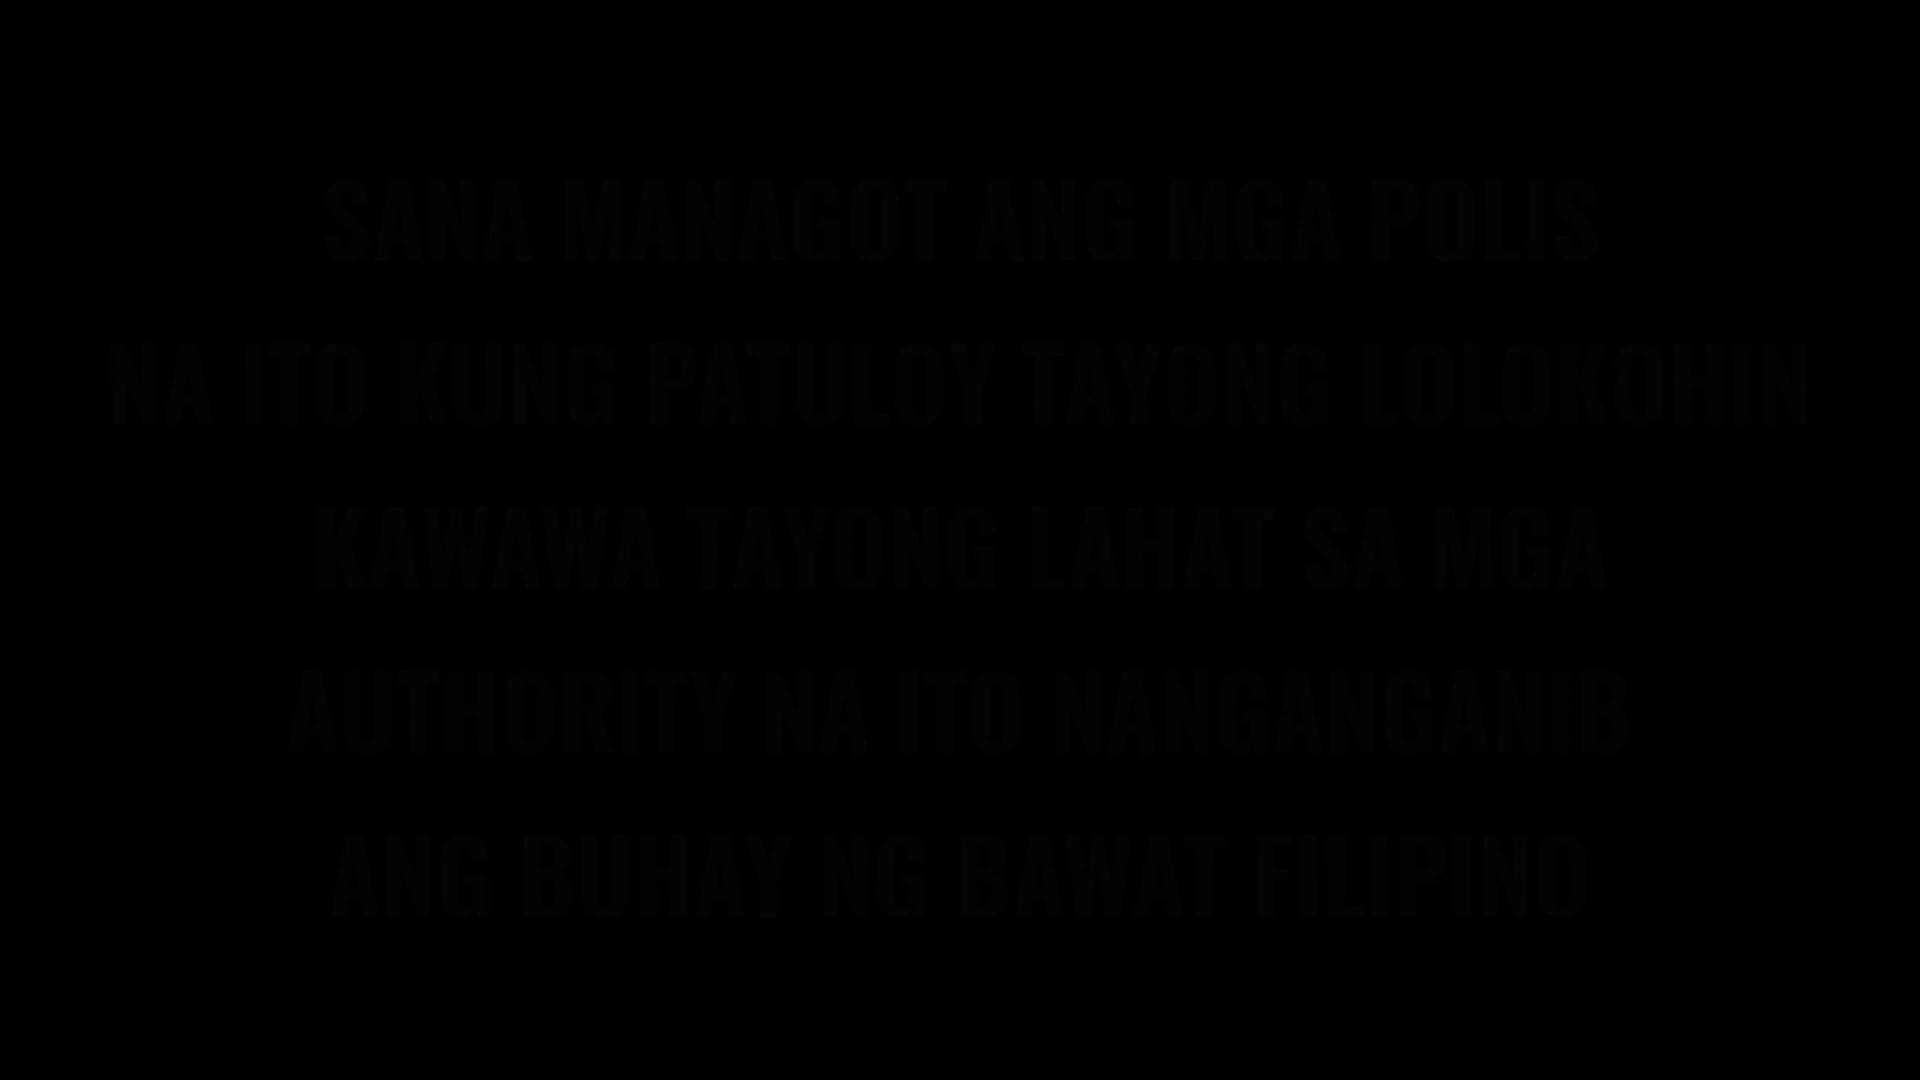 SANA MANAGOT ANG MGA POLIS
NA ITO KUNG PATULOY TAYONG LOLOKOHIN
KAWAWA TAYONG LAHAT SA MGA
AUTHORITY NA ITO NANGANGANIB
ANG BUHAY NG BAWAT FILIPINO